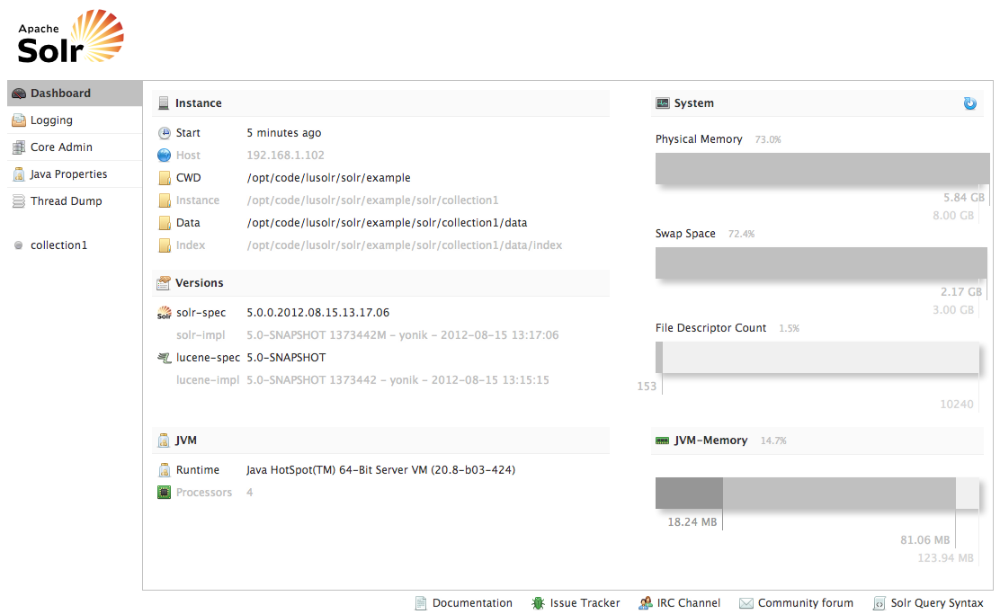 Apache
Solr
Dashboard
Logging
Core Admin
Java Properties
Thread Dump
collection1
Instance
Start 5 minutes ago
Host 192.168.1.102
CWD /opt/code/lusolr/solr/example
Instance /opt/code/lusolr/solr/example/solr/collection1
Data /opt/code/lusolr/solr/example/solr/collection1/data
Index /opt/code/lusolr/solr/example/solr/collection1/data/index
Versions
Solr solr-spec 5.0.0.2012.08.15.13.17.06
solr-impl 5.0-SNAPSHOT 1373442M - yonik - 2012-08-15 13:17:06
lucene-spec 5.0-SNAPSHOT
lucene-impl 5.0-SNAPSHOT 1373442 - yonik - 2012-08-15 13:15:15
JVM
Runtime Java HotSpot(TM) 64-Bit Server VM (20.8-b03-424)
Processors 4
System
Physical Memory 73.0%
5.84 GB
8.00 GB
Swap Space 72.4%
2.17 GB
3.00 GB
File Descriptor Count 1.5%
153
10240
JVM-Memory 14.7%
18.24 MB
81.06 MB
123.94 MB
Documentation Issue Tracker IRC Channel Community forum Solr Query Syntax